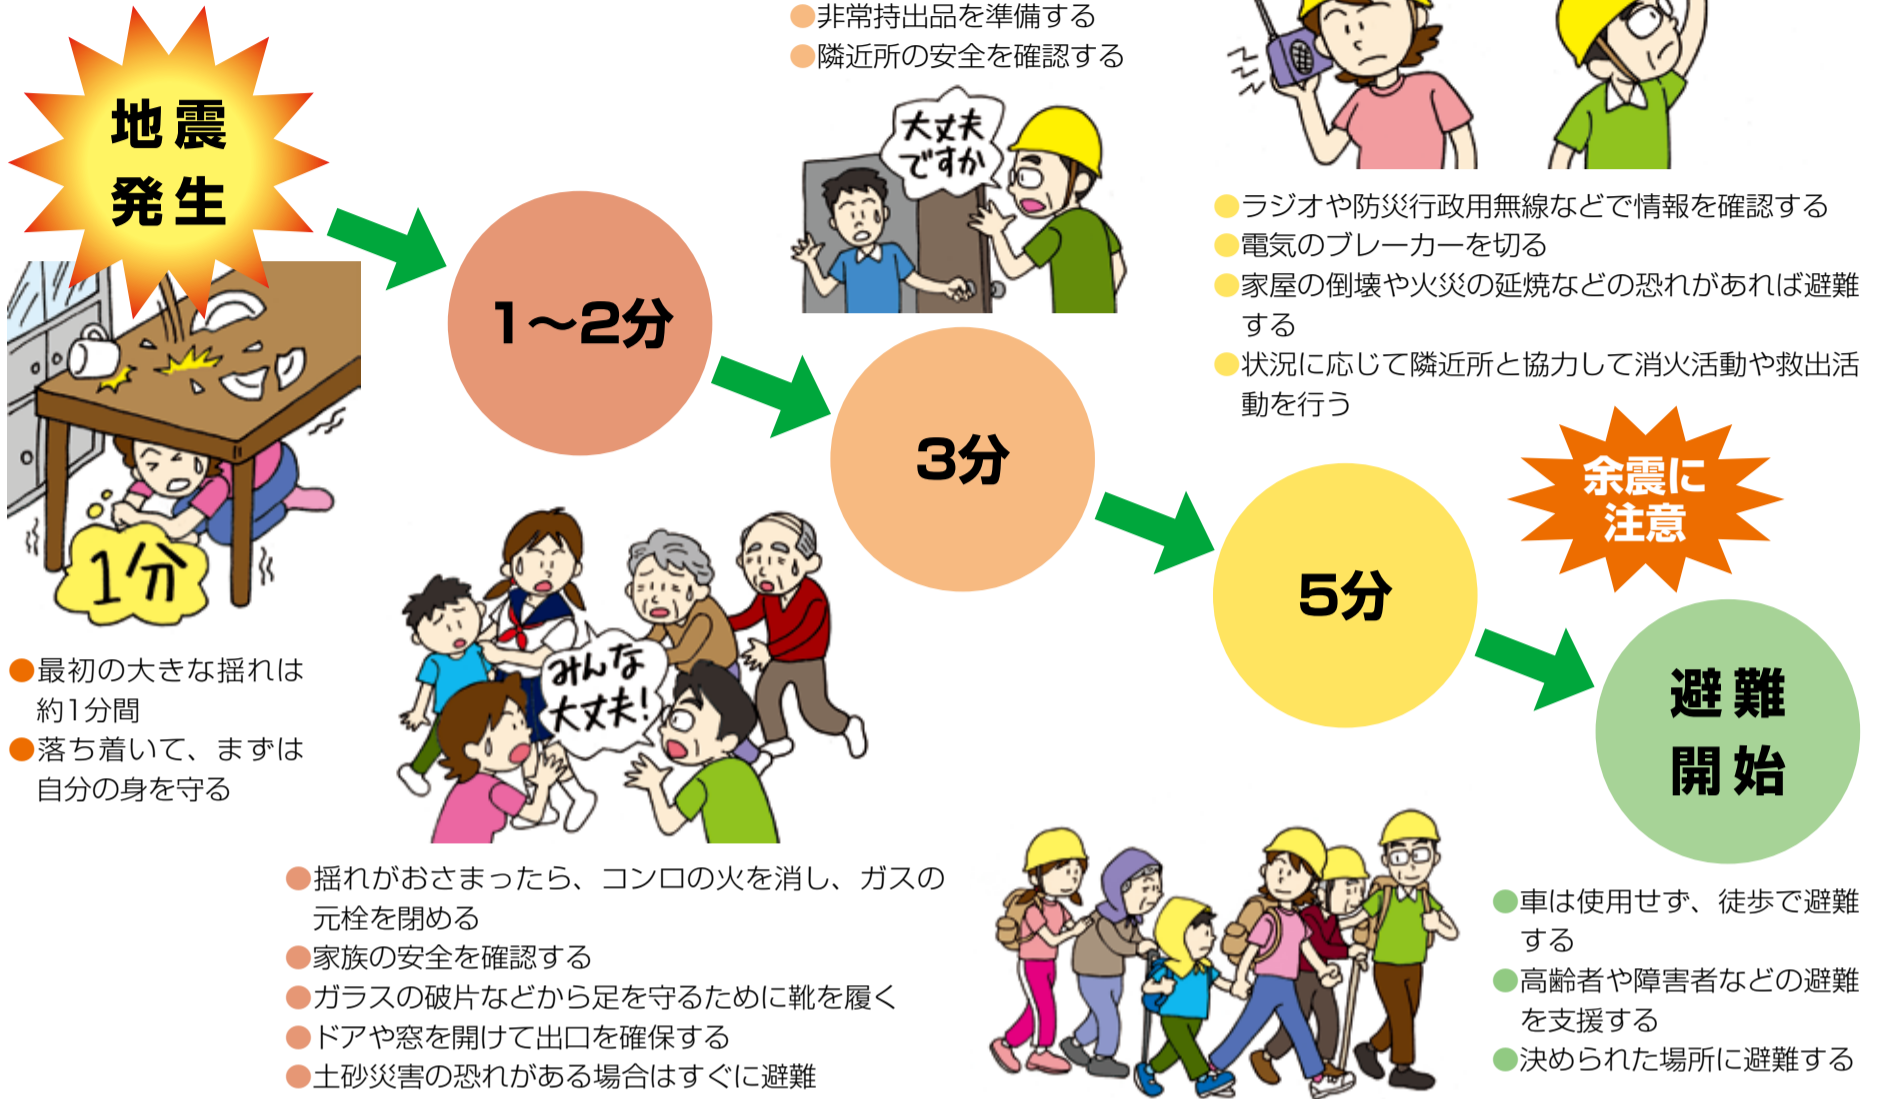 地震
発生
1分
●最初の大きな揺れは
約1分間
●落ち着いて、まずは
自分の身を守る
1～2分
みんな
大丈夫!
●揺れがおさまったら、コンロの火を消し、ガスの
元栓を閉める
●家族の安全を確認する
●ガラスの破片などから足を守るために靴を履く
●ドアや窓を開けて出口を確保する
●土砂災害の恐れがある場合はすぐに避難
●非常持出品を準備する
●隣近所の安全を確認する
大丈夫
ですか
3分
●ラジオや防災行政用無線などで情報を確認する
●電気のブレーカーを切る
●家屋の倒壊や火災の延焼などの恐れがあれば避難
する
●状況に応じて隣近所と協力して消火活動や救出活
動を行う
5分
余震に
注意
避難
開始
●車は使用せず、徒歩で避難
する
●高齢者や障害者などの避難
を支援する
●決められた場所に避難する